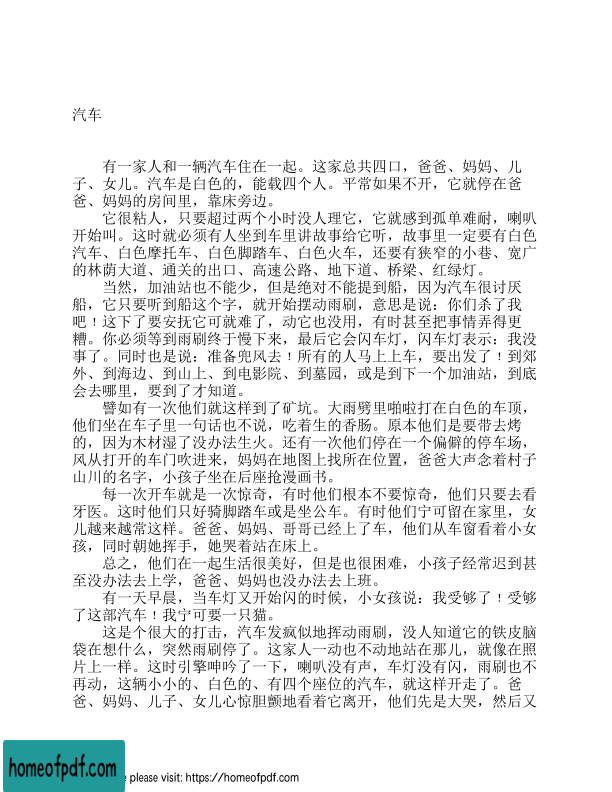 汽车
有一家人和一辆汽车住在一起。这家总共四口，爸爸、妈妈、儿
子、女儿。汽车是白色的，能载四个人。平常如果不开，它就停在爸
爸、妈妈的房间里，靠床旁边。
它很粘人，只要超过两个小时没人理它，它就感到孤单难耐，喇叭
开始叫。这时就必须有人坐到车里讲故事给它听，故事里一定要有白色
汽车、白色摩托车、白色脚踏车、白色火车，还要有狭窄的小巷、宽广
的林荫大道、通关的出口、高速公路、地下道、桥梁、红绿灯。
当然，加油站也不能少，但是绝对不能提到船，因为汽车很讨厌
船，它只要听到船这个字，就开始摆动雨刷，意思是说：你们杀了我
吧！这下了要安抚它可就难了，动它也没用，有时甚至把事情弄得更
糟。你必须等到雨刷终于慢下来，最后它会闪车灯，闪车灯表示：我没
事了。同时也是说：准备兜风去！所有的人马上上车，要出发了！到郊
外、到海边、到山上、到电影院、到墓园，或是到下一个加油站，到底
会去哪里，要到了才知道。
譬如有一次他们就这样到了矿坑。大雨劈里啪啦打在白色的车顶，
他们坐在车子里一句话也不说，吃着生的香肠。原本他们是要带去烤
的，因为木材湿了没办法生火。还有一次他们停在一个偏僻的停车场，
风从打开的车门吹进来，妈妈在地图上找所在位置，爸爸大声念着村子
山川的名字，小孩子坐在后座抢漫画书。
每一次开车就是一次惊奇，有时他们根本不要惊奇，他们只要去看
牙医。这时他们只好骑脚踏车或是坐公车。有时他们宁可留在家里，女
儿越来越常这样。爸爸、妈妈、哥哥已经上了车，他们从车窗看着小女
孩，同时朝她挥手，她哭着站在床上。
总之，他们在一起生活很美好，但是也很困难，小孩子经常迟到甚
至没办法去上学，爸爸、妈妈也没办法去上班。
有一天早晨，当车灯又开始闪的时候，小女孩说：我受够了！受够
了这部汽车！我宁可要一只猫。
这是个很大的打击，汽车发疯似地挥动雨刷，没人知道它的铁皮脑
袋在想什么，突然雨刷停了。这家人一动也不动地站在那儿，就像在照
片上一样。这时引擎呻吟了一下，喇叭没有声，车灯没有闪，雨刷也不
再动，这辆小小的、白色的、有四个座位的汽车，就这样开走了。爸
爸、妈妈、儿子、女儿心惊胆颤地看着它离开，他们先是大哭，然后又
homeofpdf.com
e please visit: https://homeofpdf.com